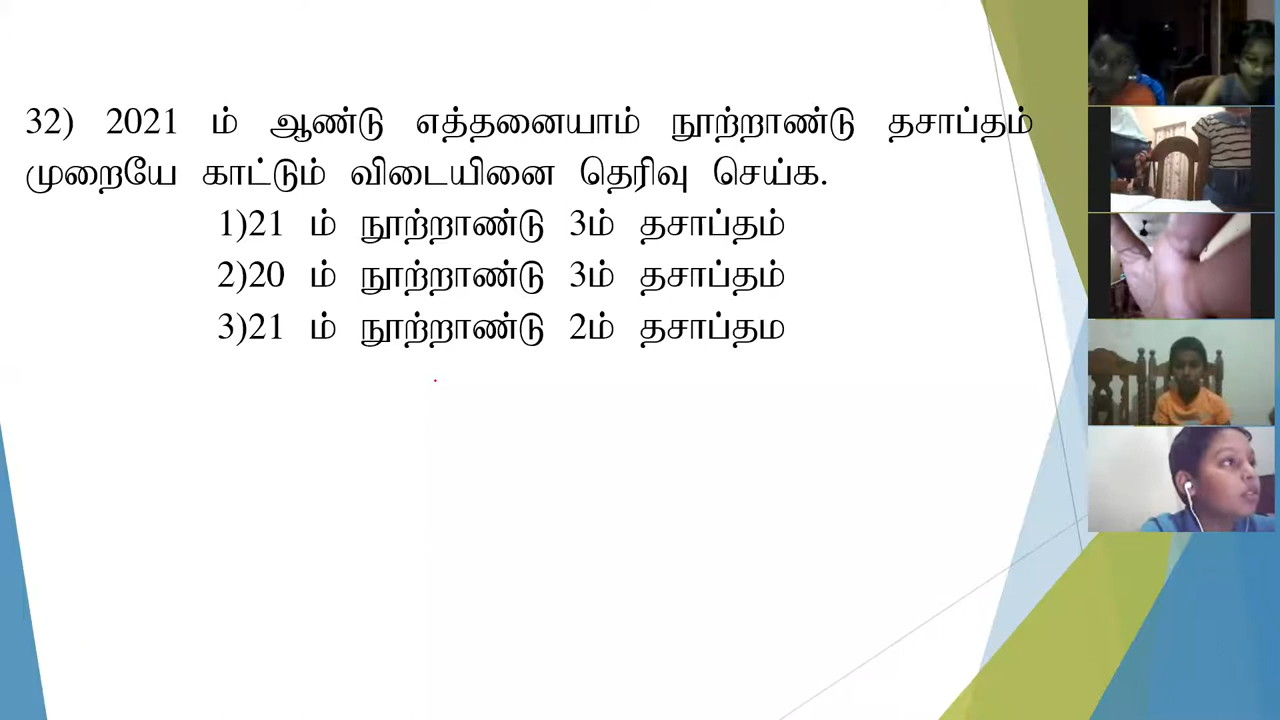 32) 2021 ம் ஆண்டு எத்தனையாம் நூற்றாண்டு தசாப்தம்
முறையே காட்டும் விடையினை தெரிவு செய்க.
1)21 ம் நூற்றாண்டு 3ம் தசாப்தம்
2)20 ம் நூற்றாண்டு 3ம் தசாப்தம்
3)21 ம் நூற்றாண்டு 2ம் தசாப்தம